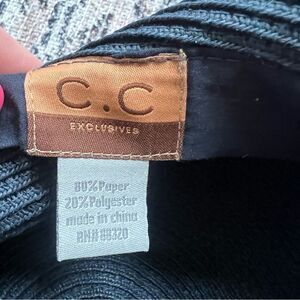 C.C
EXCLUSIVES
80%Paper
20%Polyester
made in china
RN# 88320